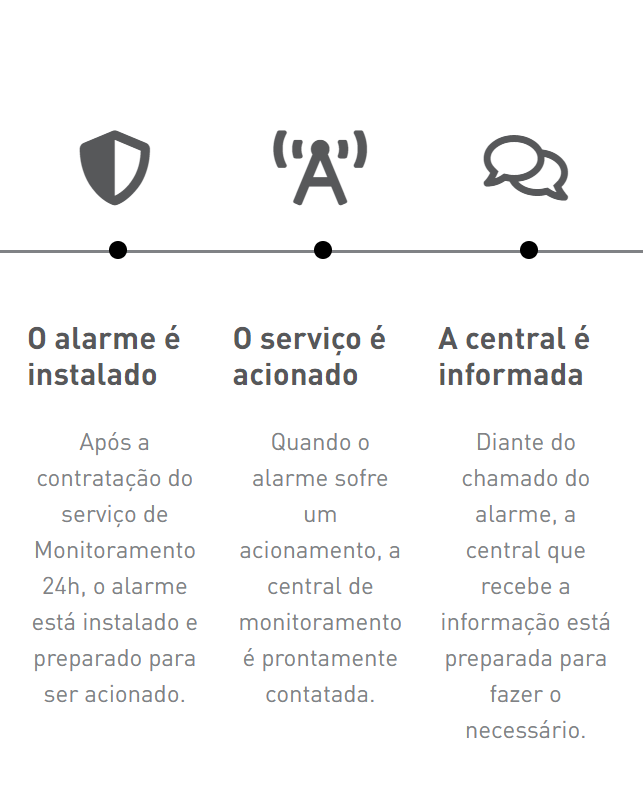 O alarme é
instalado
Após a
contratação do
serviço de
Monitoramento
24h, o alarme
está instalado e
preparado para
ser acionado.
O serviço é
acionado
Quando o
alarme sofre
um
acionamento, a
central de
monitoramento
é prontamente
contatada.
A central é
informada
Diante do
chamado do
alarme, a
central que
recebe a
informação está
preparada para
fazer o
necessário.